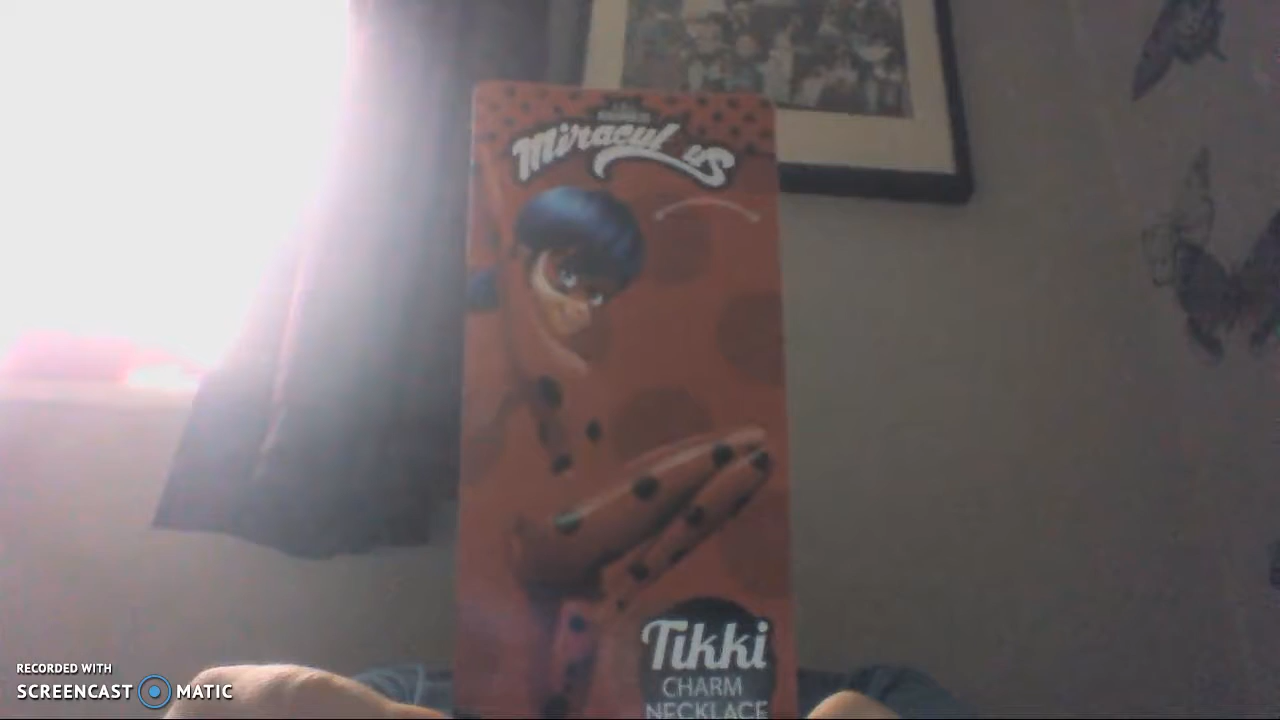 Miraculous
Tikki
CHARM
NECKLACE
RECORDED WITH
SCREENCAST MATIC